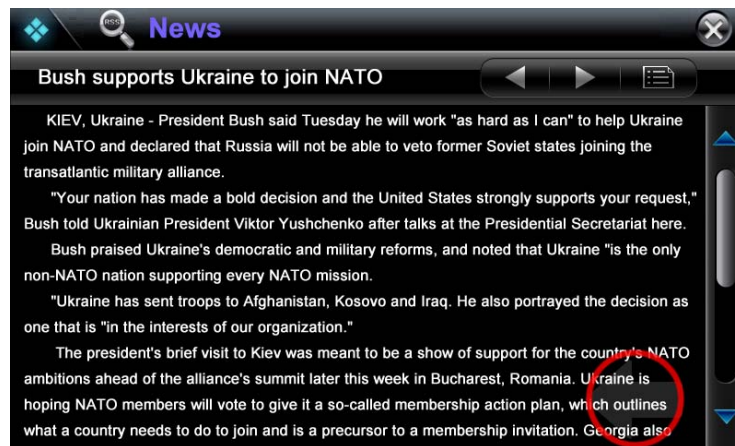 RSS
News
Bush supports Ukraine to join NATO
KIEV, Ukraine - President Bush said Tuesday he will work "as hard as I can" to help Ukraine
join NATO and declared that Russia will not be able to veto former Soviet states joining the
transatlantic military alliance.
"Your nation has made a bold decision and the United States strongly supports your request,"
Bush told Ukrainian President Viktor Yushchenko after talks at the Presidential Secretariat here.
Bush praised Ukraine's democratic and military reforms, and noted that Ukraine "is the only
non-NATO nation supporting every NATO mission.
"Ukraine has sent troops to Afghanistan, Kosovo and Iraq. He also portrayed the decision as
one that is "in the interests of our organization."
The president's brief visit to Kiev was meant to be a show of support for the country's NATO
ambitions ahead of the alliance's summit later this week in Bucharest, Romania. Ukraine is
hoping NATO members will vote to give it a so-called membership action plan, which outlines
what a country needs to do to join and is a precursor to a membership invitation. Georgia also